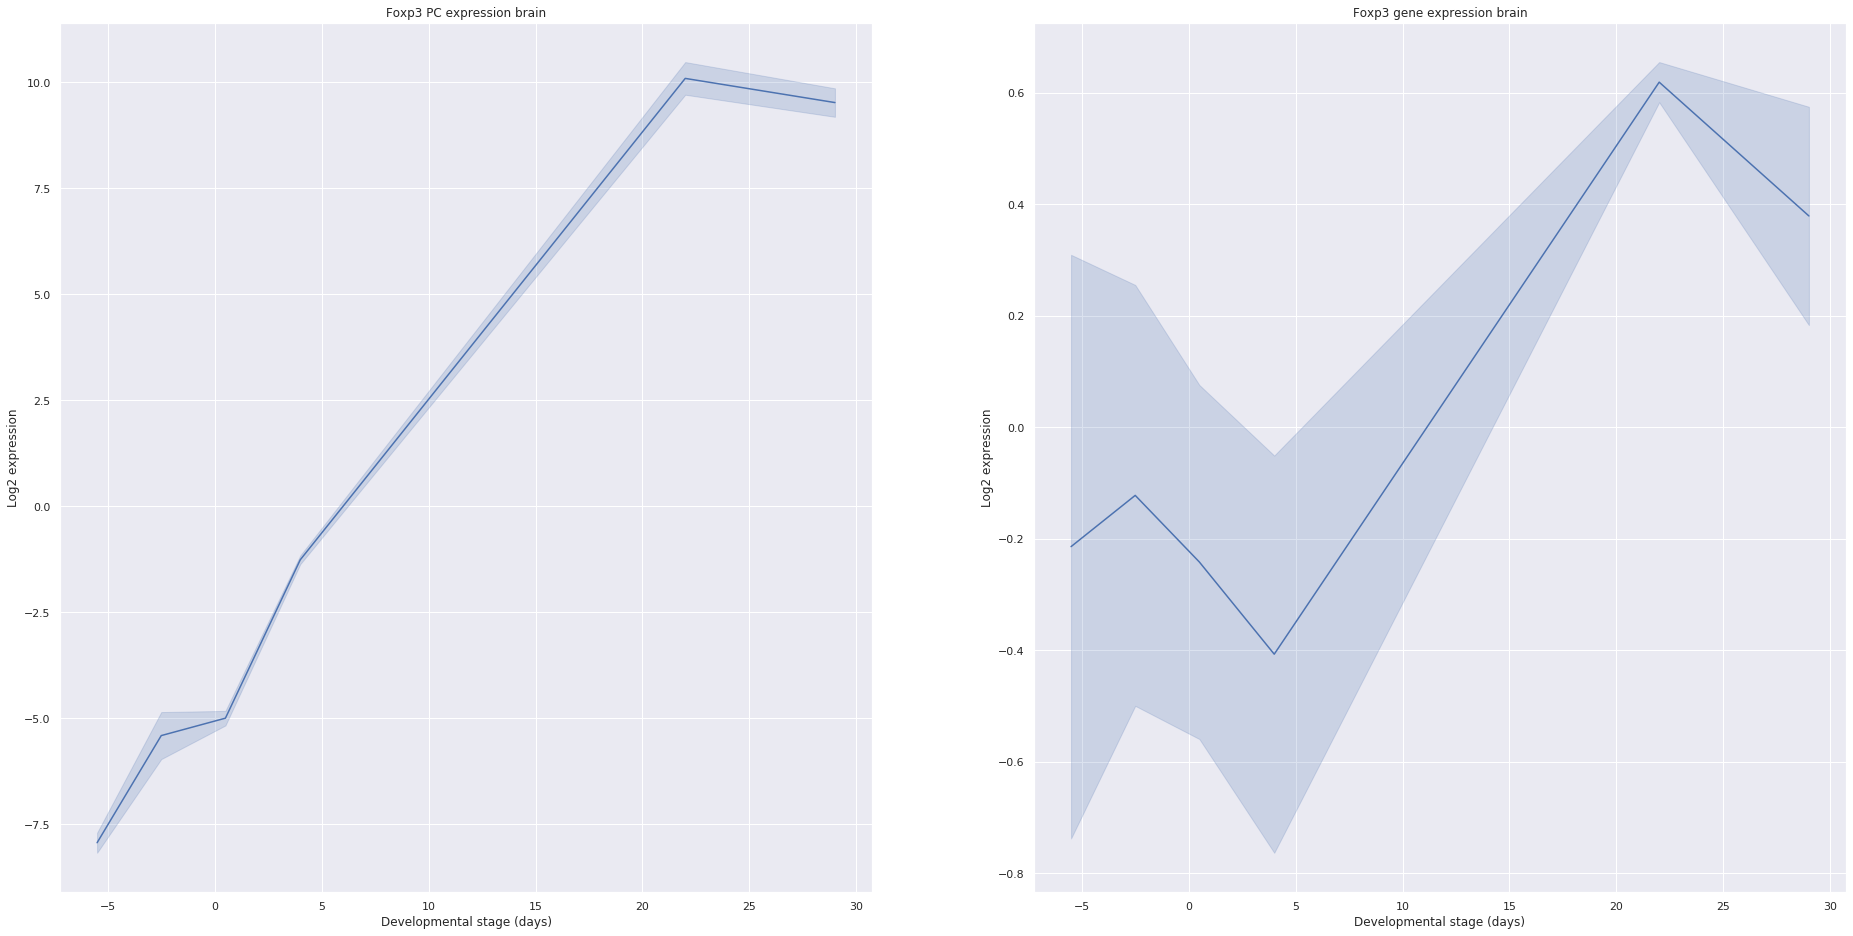 Foxp3 PC expression brain
10.0
7.5
5.0
2.5
0.0
−2.5
−5.0
−7.5
Log2 expression
−5 0 5 10 15 20 25 30
Developmental stage (days)
Foxp3 gene expression brain
0.6
0.4
0.2
0.0
−0.2
−0.4
−0.6
−0.8
Log2 expression
−5 0 5 10 15 20 25 30
Developmental stage (days)